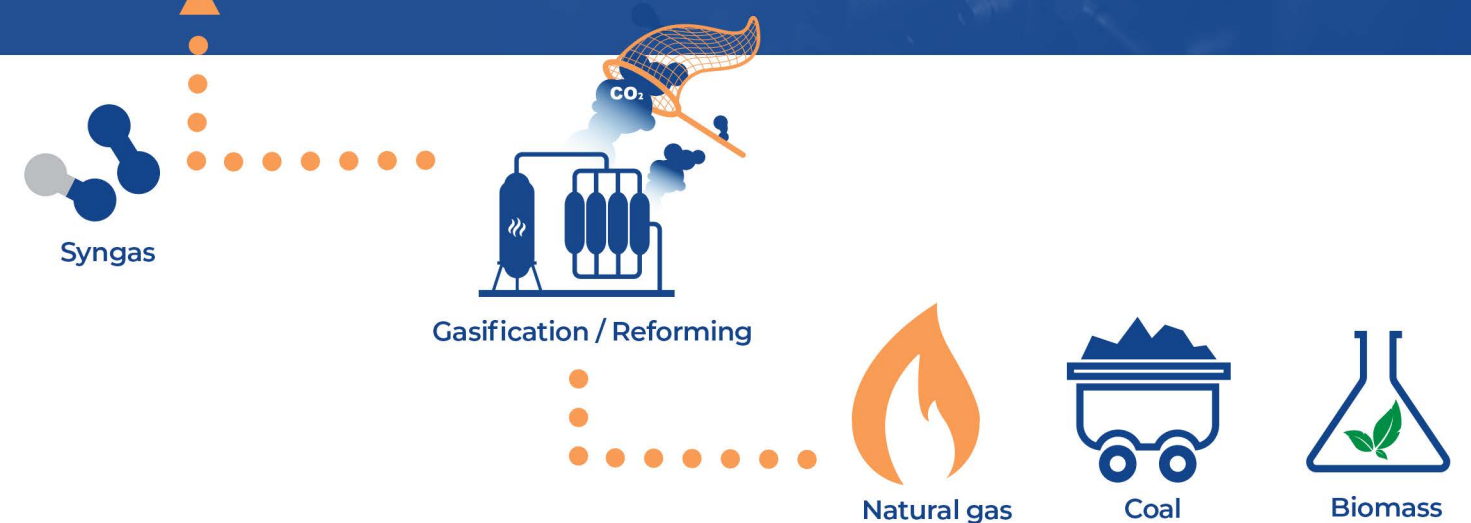 CO₂
Syngas
Gasification / Reforming
Natural gas
Coal
Biomass